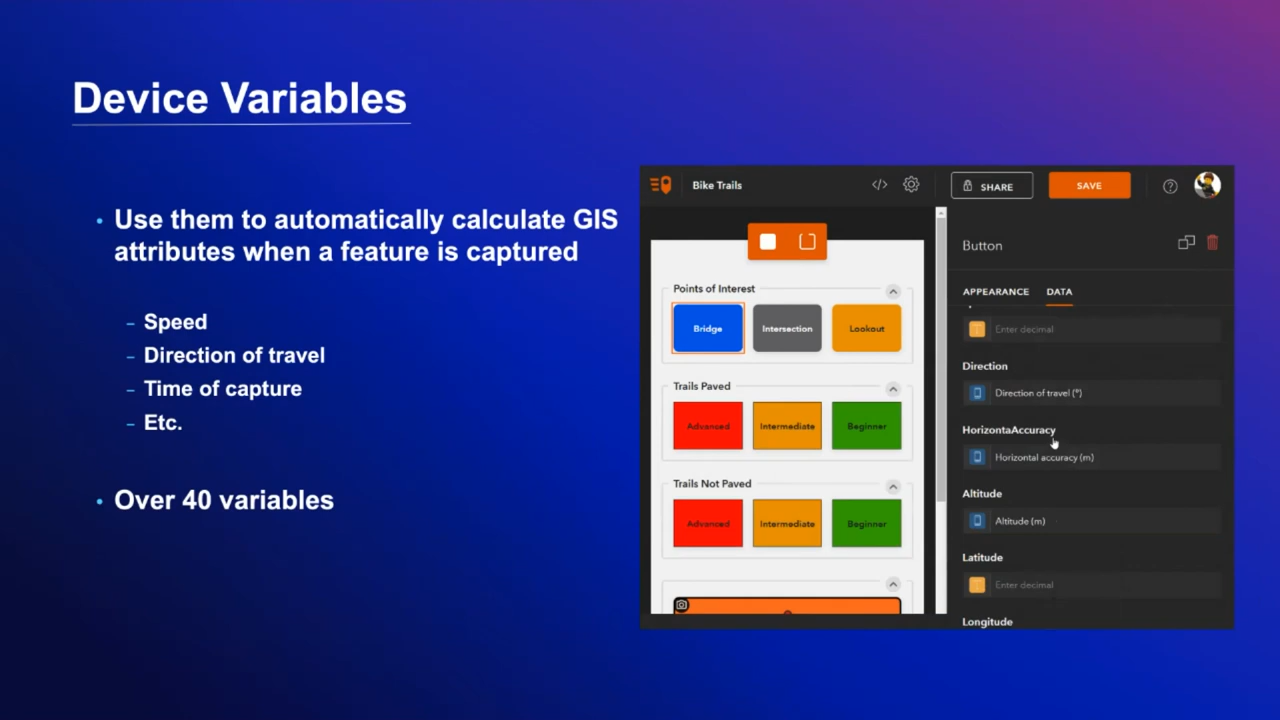 Device Variables
• Use them to automatically calculate GIS
attributes when a feature is captured
– Speed
– Direction of travel
– Time of capture
– Etc.
• Over 40 variables
Bike Trails
</>
SHARE
SAVE
?
Points of Interest
Bridge
Intersection
Lookout
Trails Paved
Advanced
Intermediate
Beginner
Trails Not Paved
Advanced
Intermediate
Beginner
Button
APPEARANCE
DATA
Enter decimal
Direction
Direction of travel (°)
HorizontaAccuracy
Horizontal accuracy (m)
Altitude
Altitude (m)
Latitude
Enter decimal
Longitude